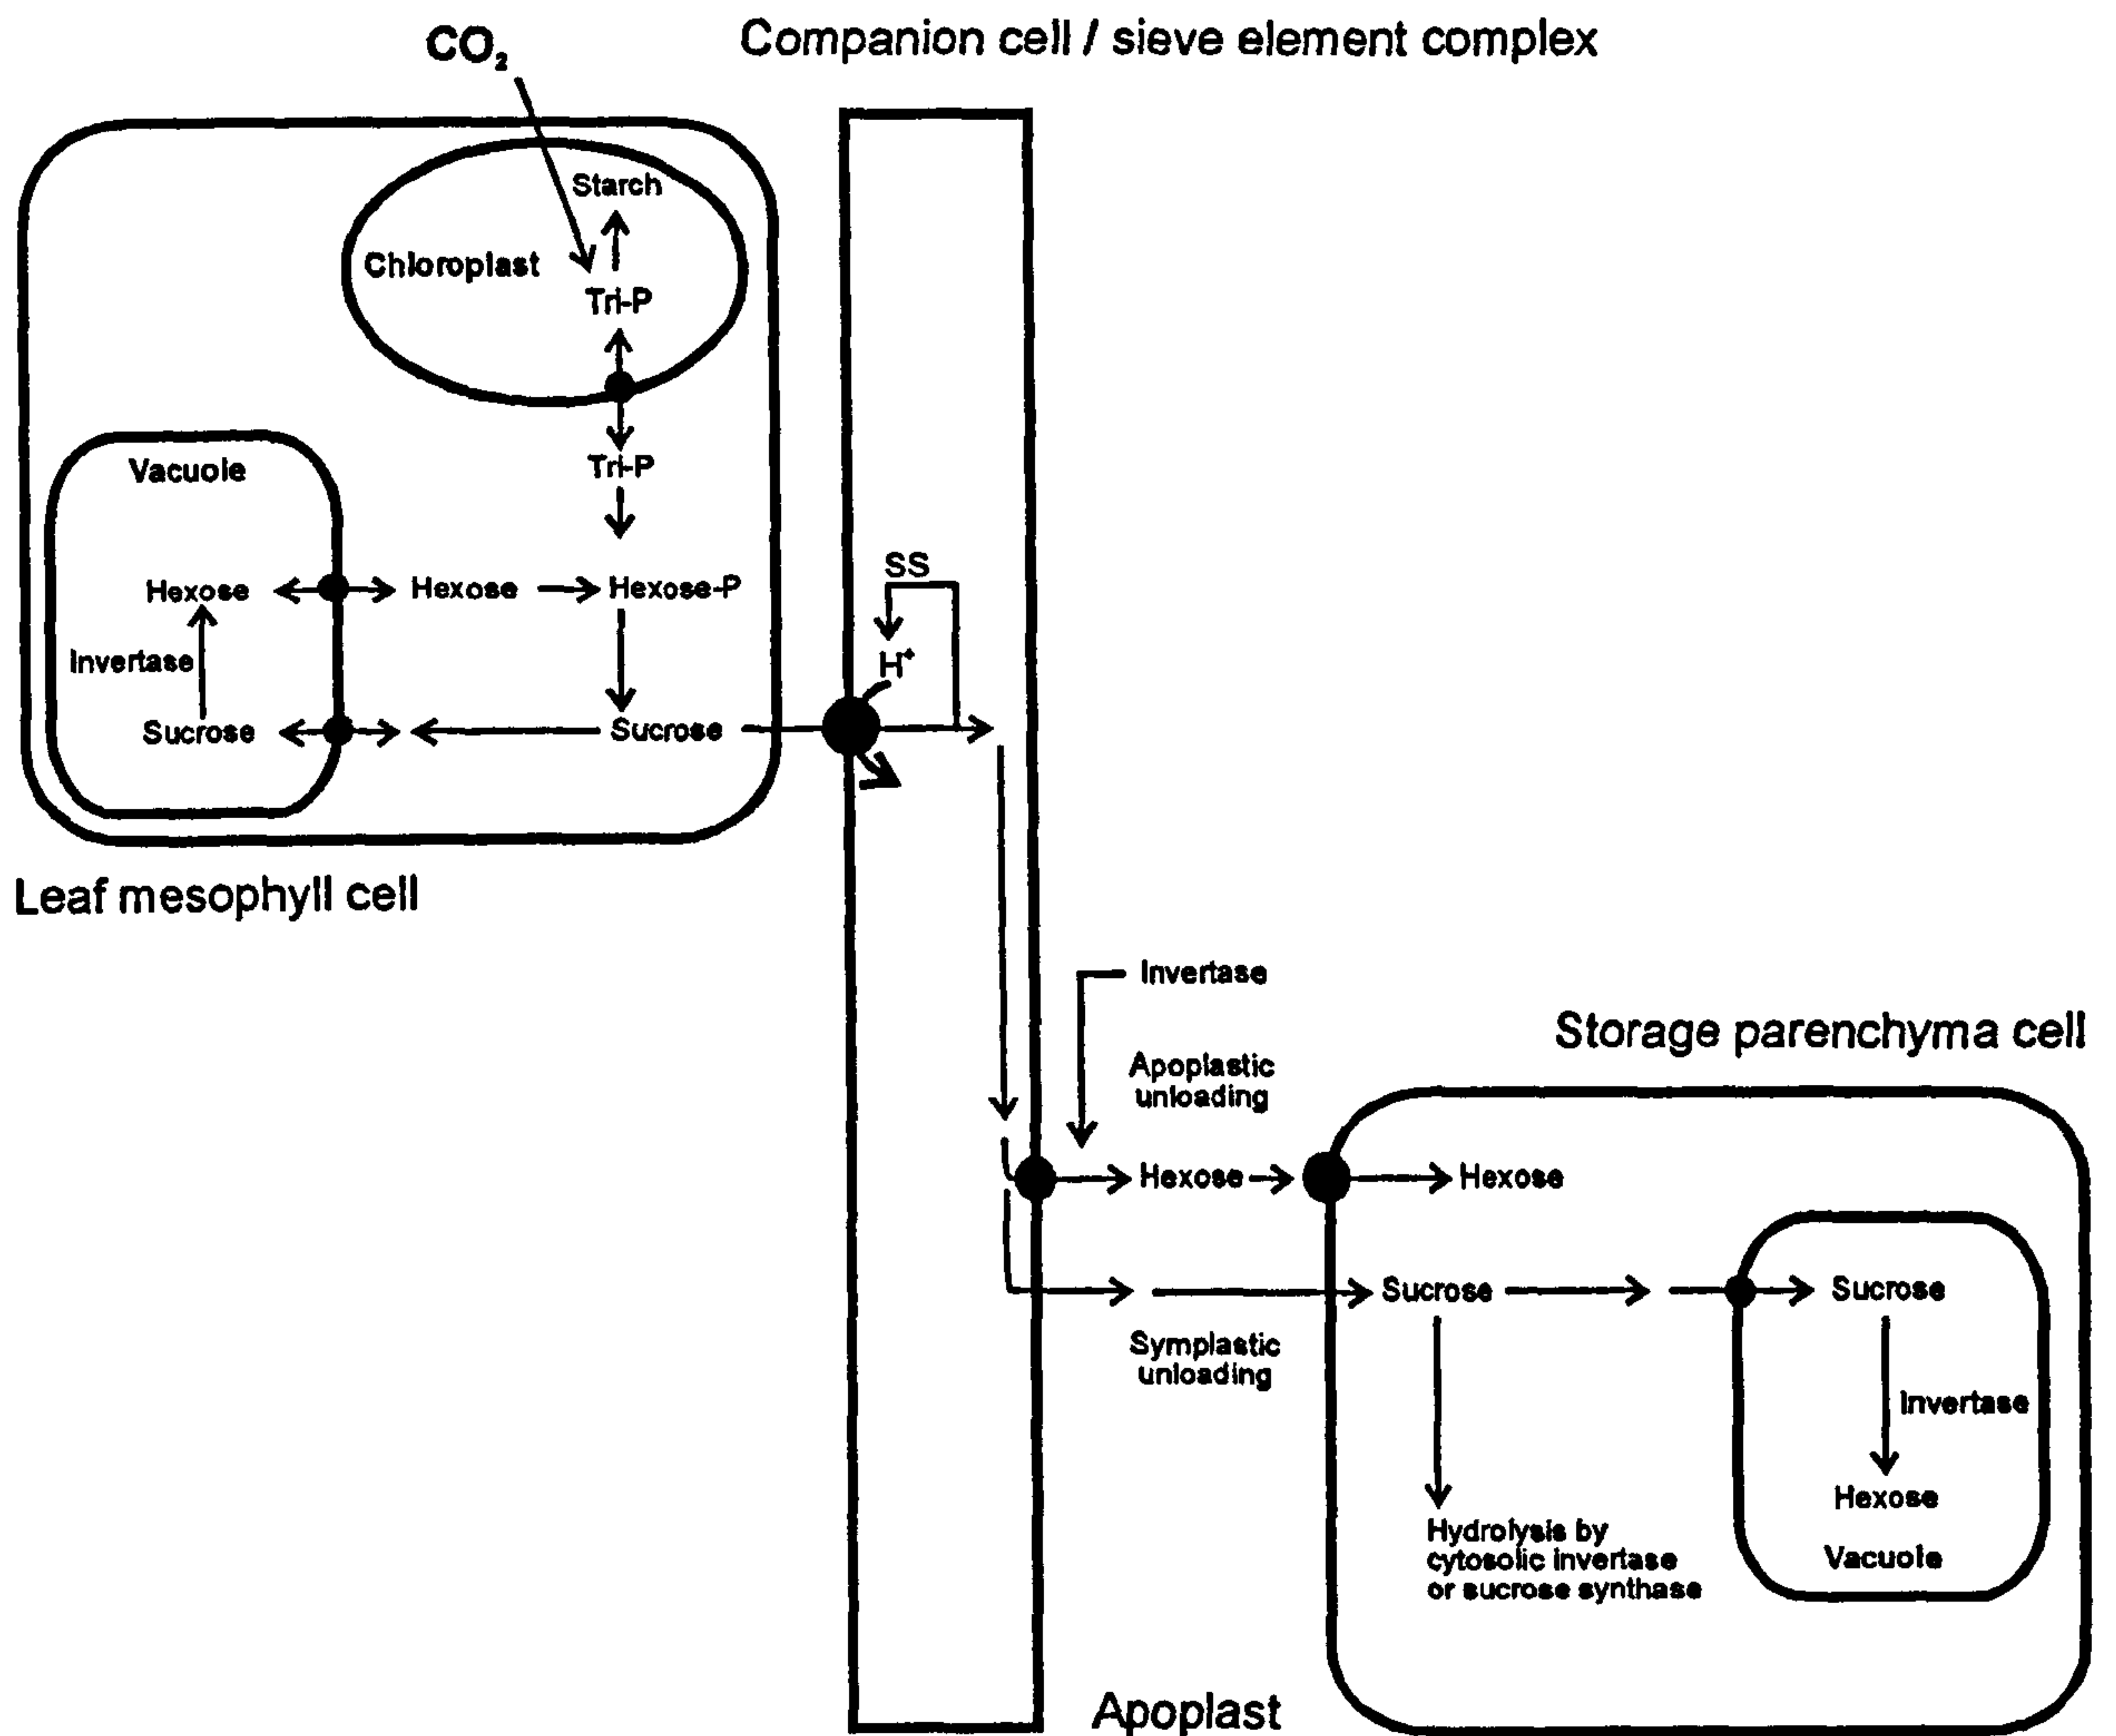 CO₂
Companion cell / sieve element complex
Starch
Chloroplast
Tri-P
Tri-P
Vacuole
Hexose
Hexose
Hexose-P
Invertase
Sucrose
Sucrose
SS
H⁺
Leaf mesophyll cell
Invertase
Apoplastic
unloading
Storage parenchyma cell
Hexose
Hexose
Sucrose
Sucrose
Symplastic
unloading
Invertase
Hexose
Hydrolysis by
cytosolic invertase
or sucrose synthase
Vacuole
Apoplast